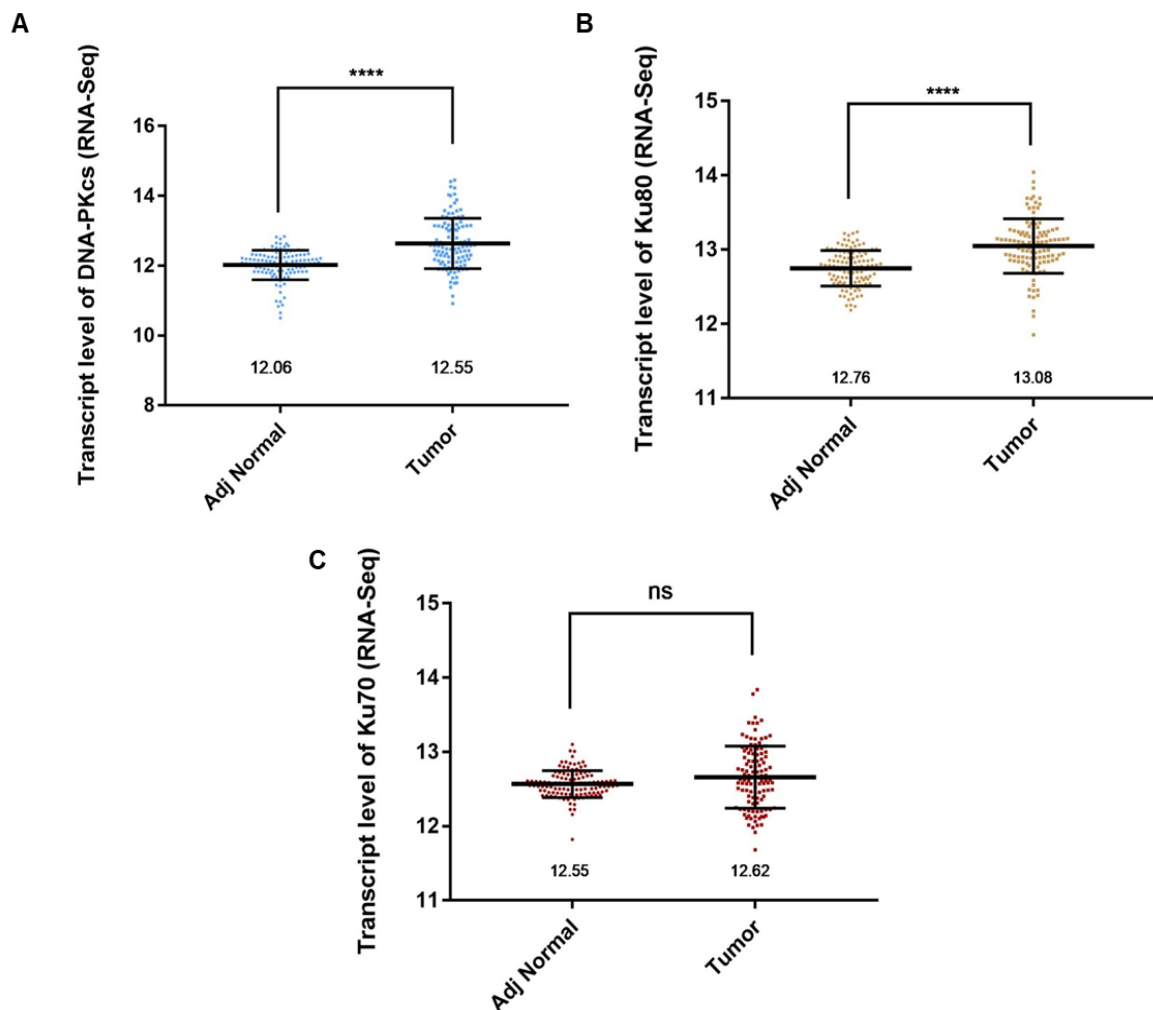 A
Transcript level of DNA-PKcs (RNA-Seq)
****
16
14
12
10
8
12.06
12.55
Adj Normal
Tumor
B
Transcript level of Ku80 (RNA-Seq)
****
15
14
13
12
11
12.76
13.08
Adj Normal
Tumor
C
Transcript level of Ku70 (RNA-Seq)
ns
15
14
13
12
11
12.55
12.62
Adj Normal
Tumor